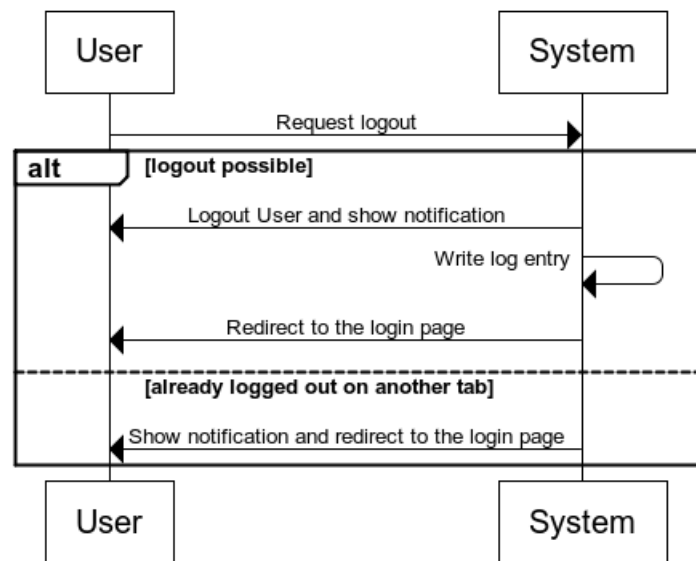 User System
Request logout
alt [logout possible]
Logout User and show notification
Write log entry
Redirect to the login page
[already logged out on another tab]
Show notification and redirect to the login page
User System